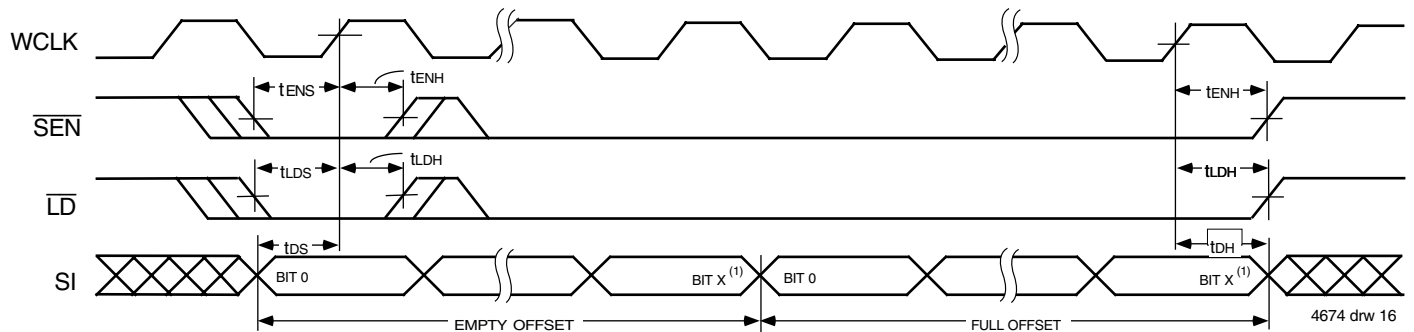 WCLK
tENS
tENH
tENH
SEN
tLDS
tLDH
tLDH
LD
tDS
tDH
SI
BIT 0
BIT X(1)
BIT 0
BIT X(1)
EMPTY OFFSET
FULL OFFSET
4674 drw 16